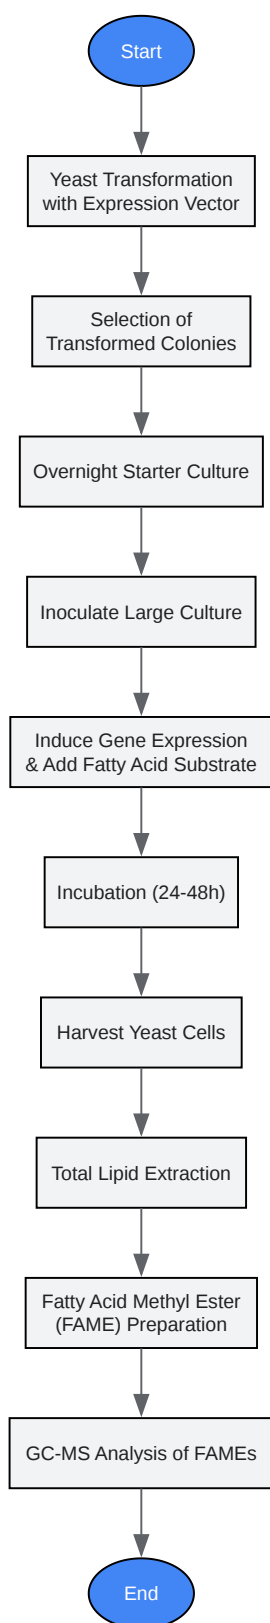 Start
Yeast Transformation
with Expression Vector
Selection of
Transformed Colonies
Overnight Starter Culture
Inoculate Large Culture
Induce Gene Expression
& Add Fatty Acid Substrate
Incubation (24-48h)
Harvest Yeast Cells
Total Lipid Extraction
Fatty Acid Methyl Ester
(FAME) Preparation
GC-MS Analysis of FAMEs
End